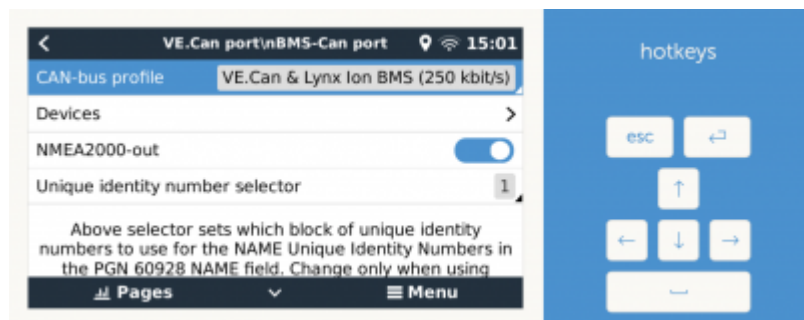 VE.Can port\nBMS-Can port 15:01
CAN-bus profile VE.Can & Lynx Ion BMS (250 kbit/s)
Devices
NMEA2000-out
Unique identity number selector 1
Above selector sets which block of unique identity
numbers to use for the NAME Unique Identity Numbers in
the PGN 60928 NAME field. Change only when using
Pages Menu
hotkeys
esc